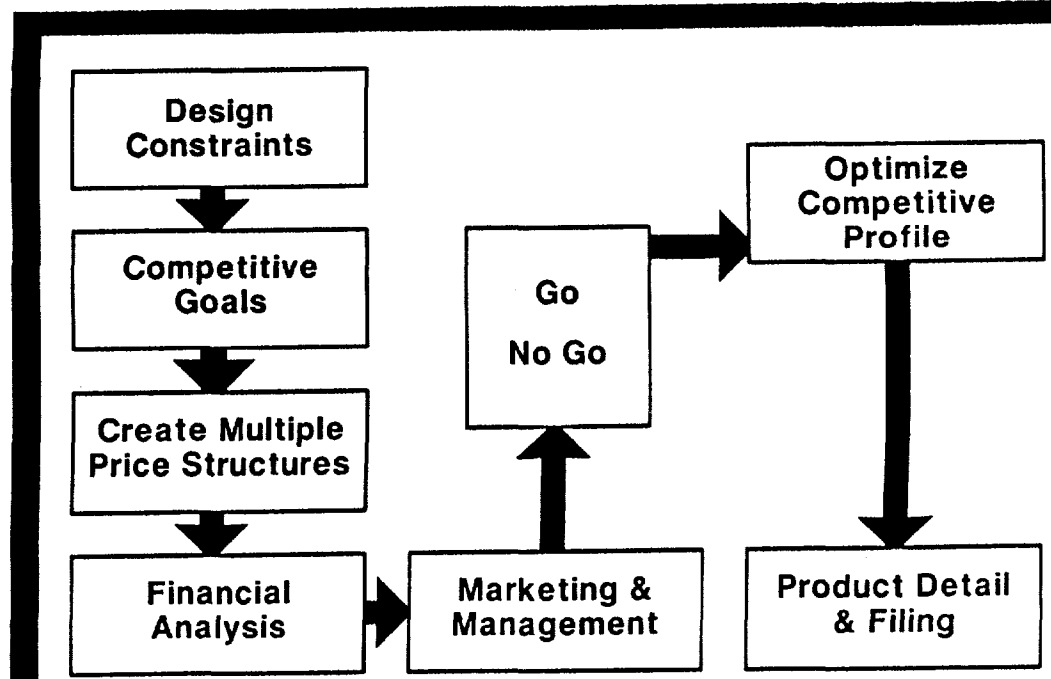 Design
Constraints
Competitive
Goals
Create Multiple
Price Structures
Financial
Analysis
Marketing &
Management
Go
No Go
Optimize
Competitive
Profile
Product Detail
& Filing